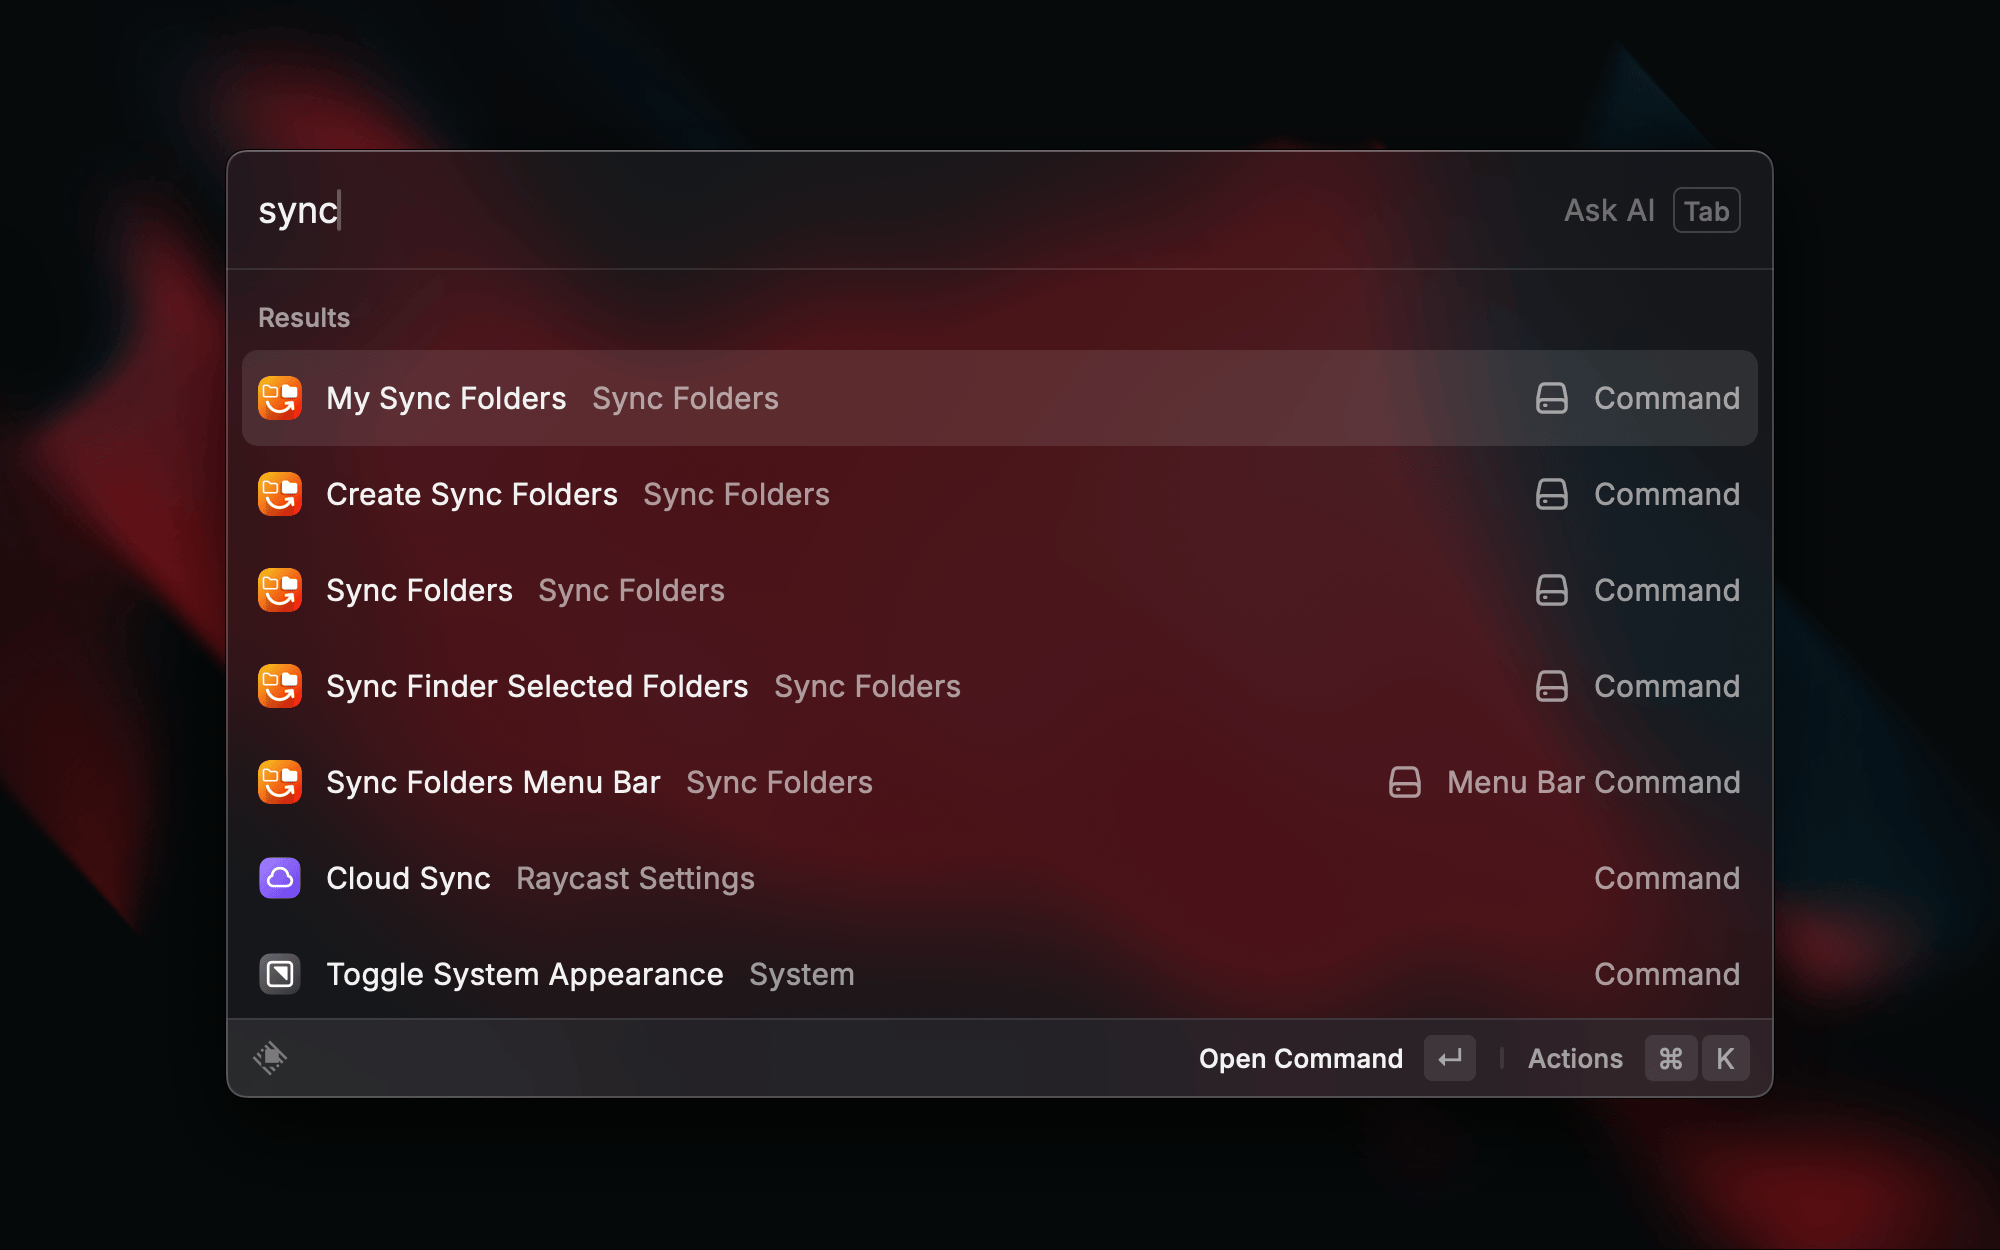 sync Ask AI Tab
Results
My Sync Folders Sync Folders Command
Create Sync Folders Sync Folders Command
Sync Folders Sync Folders Command
Sync Finder Selected Folders Sync Folders Command
Sync Folders Menu Bar Sync Folders Menu Bar Command
Cloud Sync Raycast Settings Command
Toggle System Appearance System Command
Open Command ↵ Actions ⌘ K